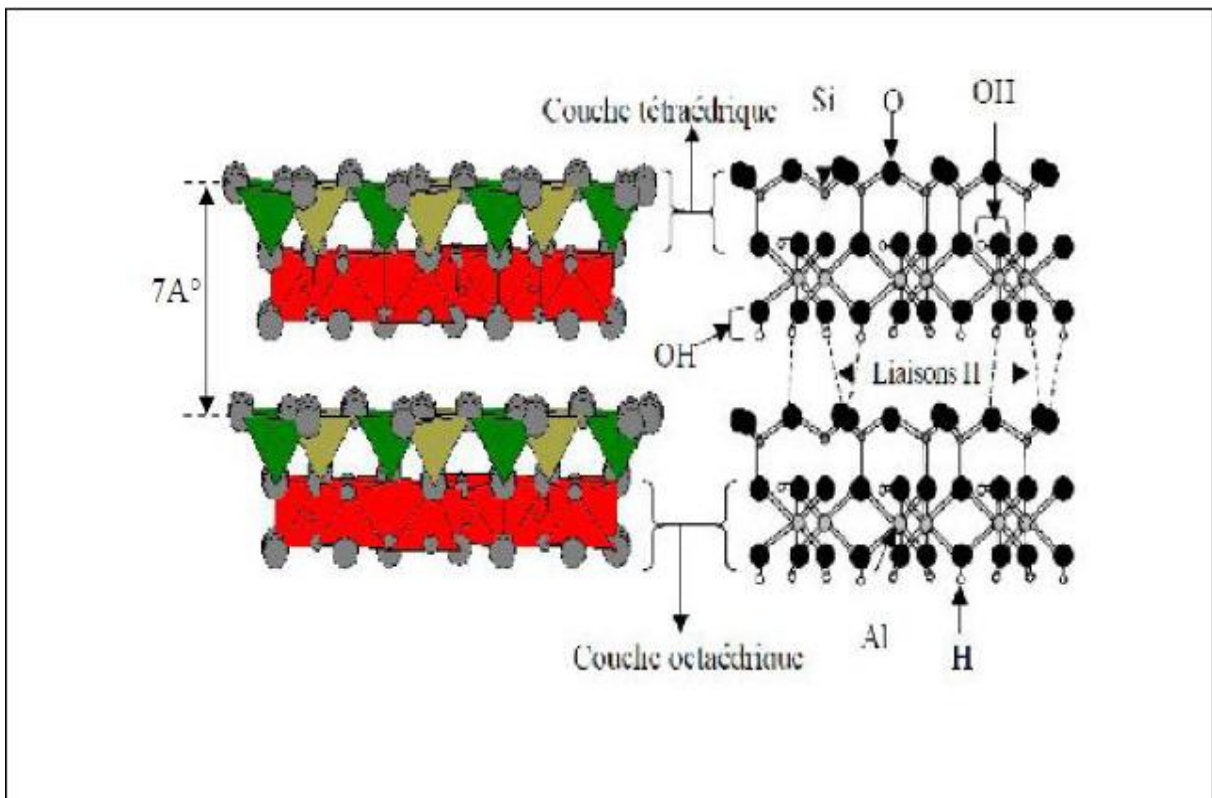 Couche tétraédrique
Si
O
OH
7A°
OH
Liaisons H
Al
H
Couche octaédrique